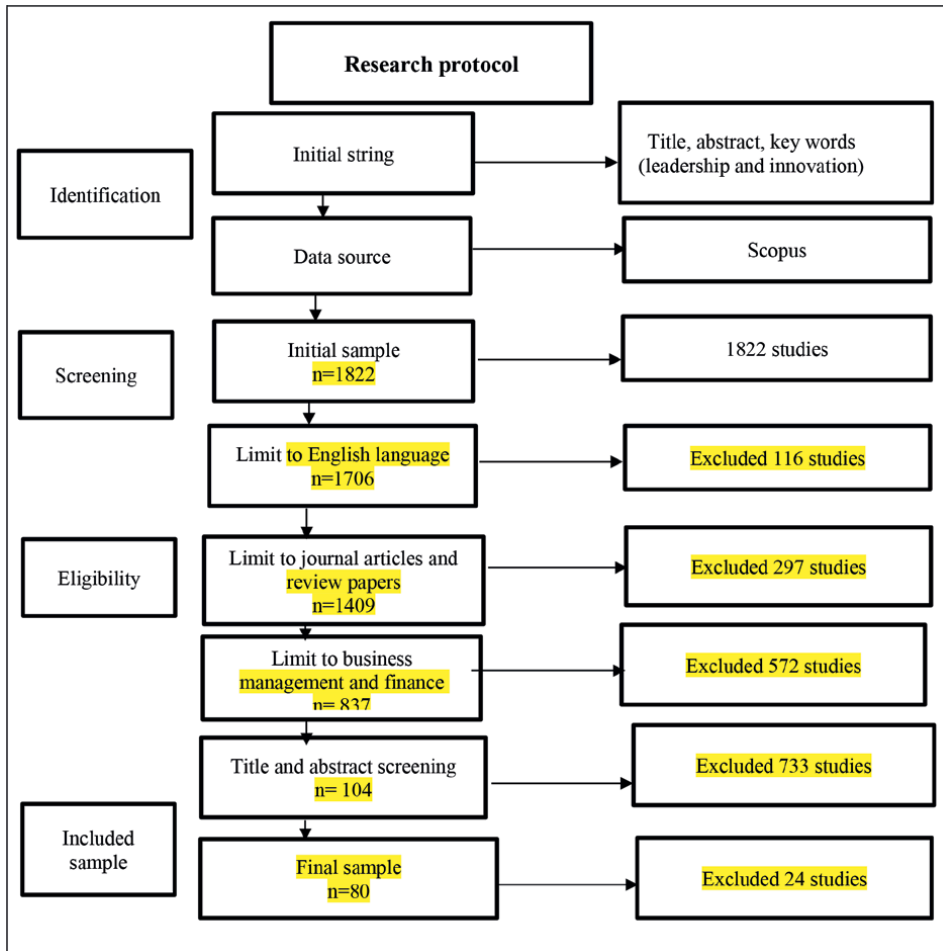 Research protocol
Initial string
Title, abstract, key words
(leadership and innovation)
Identification
Data source
Scopus
Initial sample
n=1822
1822 studies
Screening
Limit to English language
n=1706
Excluded 116 studies
Limit to journal articles and
review papers
n=1409
Excluded 297 studies
Eligibility
Limit to business
management and finance
n= 837
Excluded 572 studies
Title and abstract screening
n= 104
Excluded 733 studies
Included
sample
Final sample
n=80
Excluded 24 studies